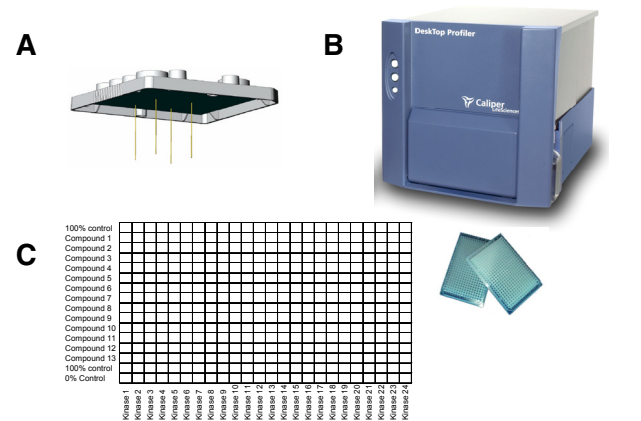 A
B
DeskTop Profiler
Caliper
LifeSciences
C
100% control
Compound 1
Compound 2
Compound 3
Compound 4
Compound 5
Compound 6
Compound 7
Compound 8
Compound 9
Compound 10
Compound 11
Compound 12
Compound 13
100% control
0% Control
Kinase 1
Kinase 2
Kinase 3
Kinase 4
Kinase 5
Kinase 6
Kinase 7
Kinase 8
Kinase 9
Kinase 10
Kinase 11
Kinase 12
Kinase 13
Kinase 14
Kinase 15
Kinase 16
Kinase 17
Kinase 18
Kinase 19
Kinase 20
Kinase 21
Kinase 22
Kinase 23
Kinase 24